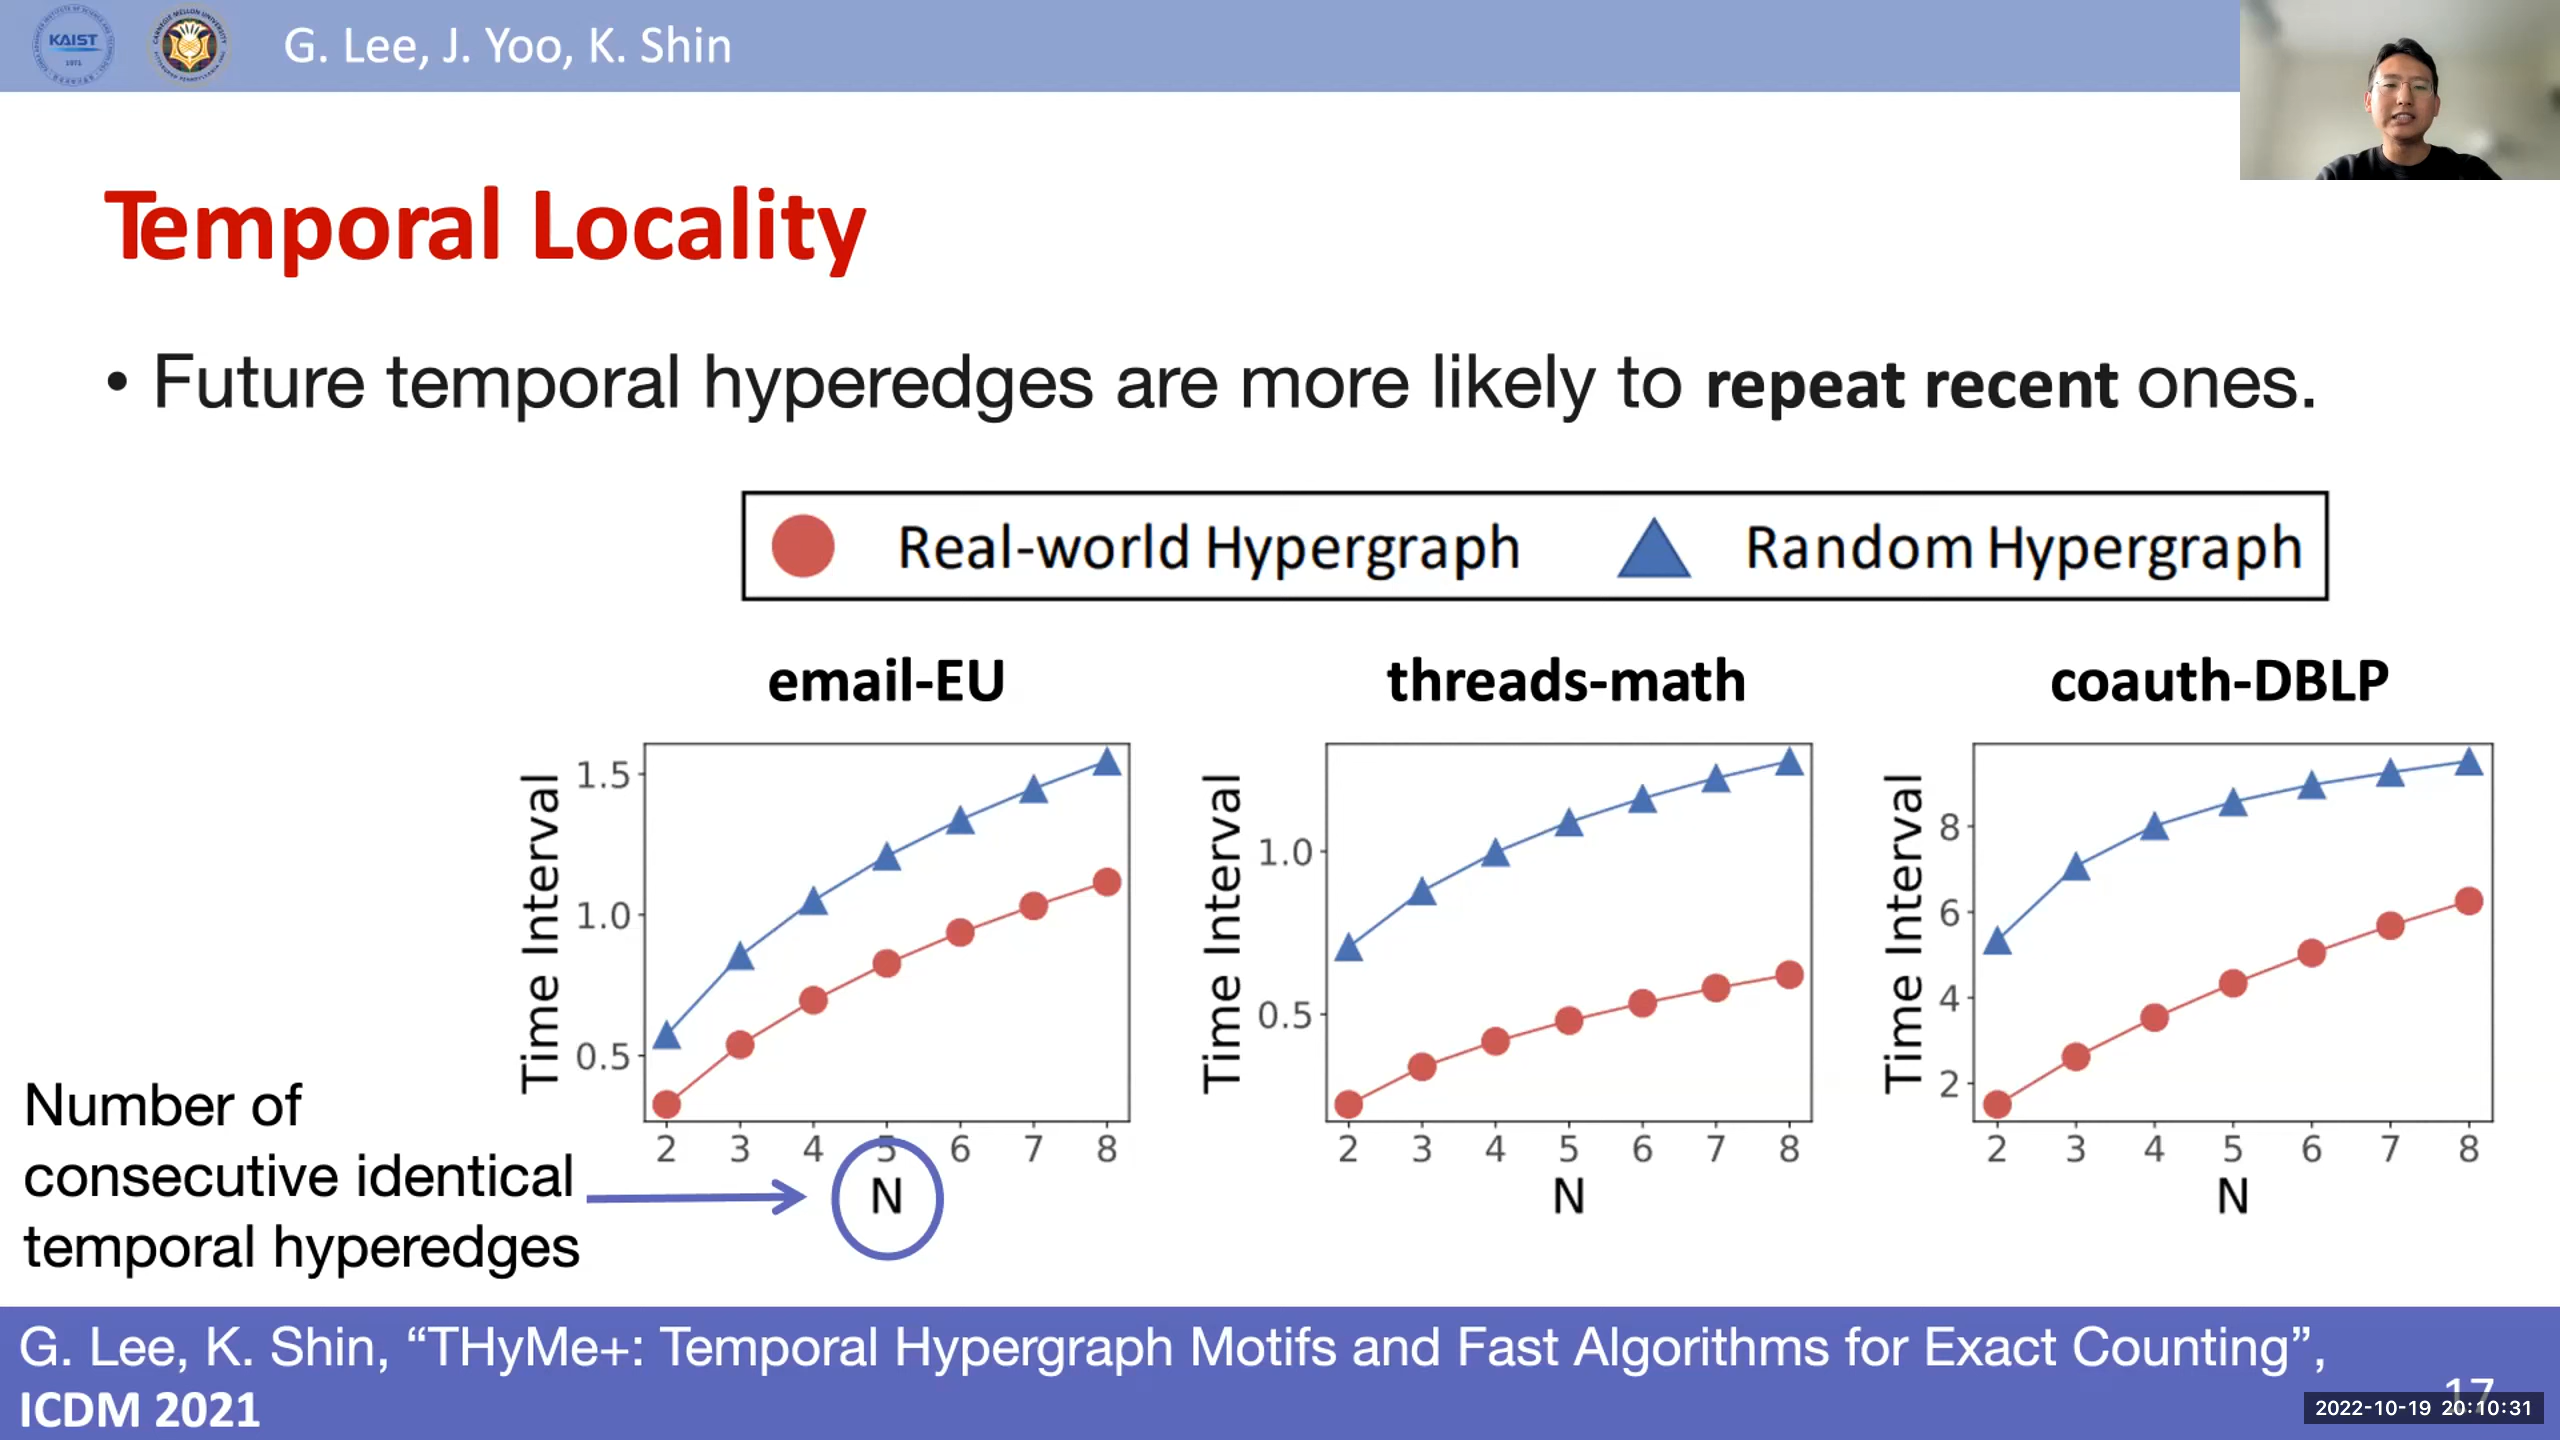 KAIST
1971
G. Lee, J. Yoo, K. Shin
Temporal Locality
• Future temporal hyperedges are more likely to repeat recent ones.
Real-world Hypergraph Random Hypergraph
email-EU
Time Interval
1.5
1.0
0.5
2 3 4 5 6 7 8
N
threads-math
Time Interval
1.0
0.5
2 3 4 5 6 7 8
N
coauth-DBLP
Time Interval
8
6
4
2
2 3 4 5 6 7 8
N
Number of
consecutive identical
temporal hyperedges
G. Lee, K. Shin, “THyMe+: Temporal Hypergraph Motifs and Fast Algorithms for Exact Counting”,
ICDM 2021
17
2022-10-19 20:10:31